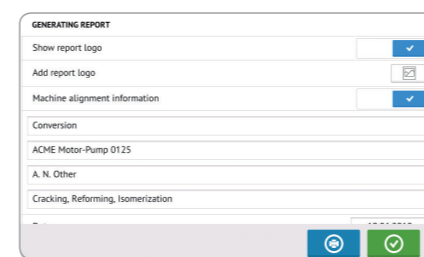 GENERATING REPORT
Show report logo
Add report logo
Machine alignment information
Conversion
ACME Motor-Pump 0125
A. N. Other
Cracking, Reforming, Isomerization